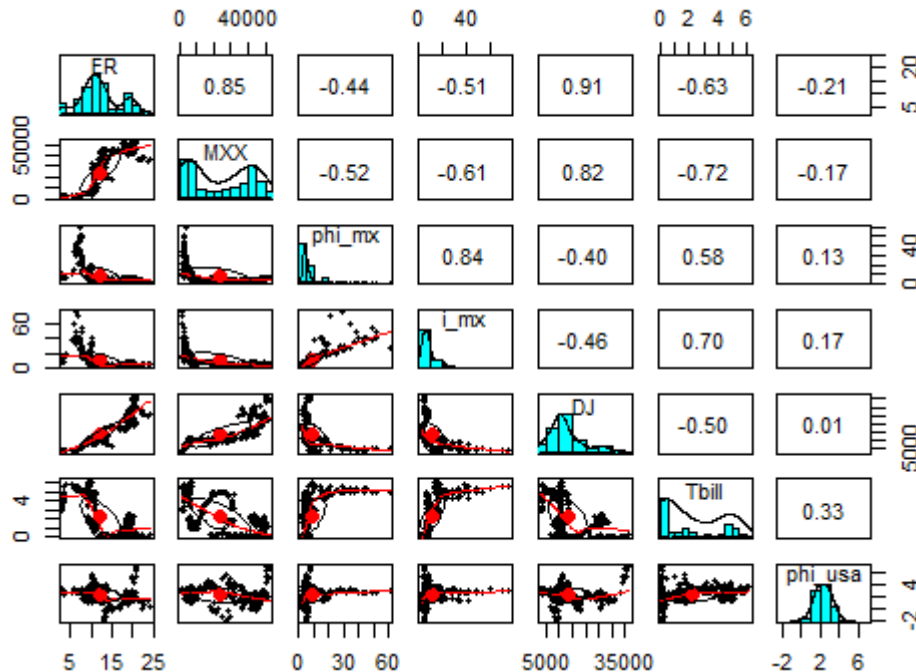 0 40000 0 40 0 2 4 6
ER 0.85 -0.44 -0.51 0.91 -0.63 -0.21 5 20
0 50000 MXX -0.52 -0.61 0.82 -0.72 -0.17
phi_mx 0.84 -0.40 0.58 0.13 0 40
0 60 i_mx -0.46 0.70 0.17
DJ -0.50 0.01 5000
0 4 Tbill 0.33
phi_usa -2 4
5 15 25 0 30 60 5000 35000 -2 2 6